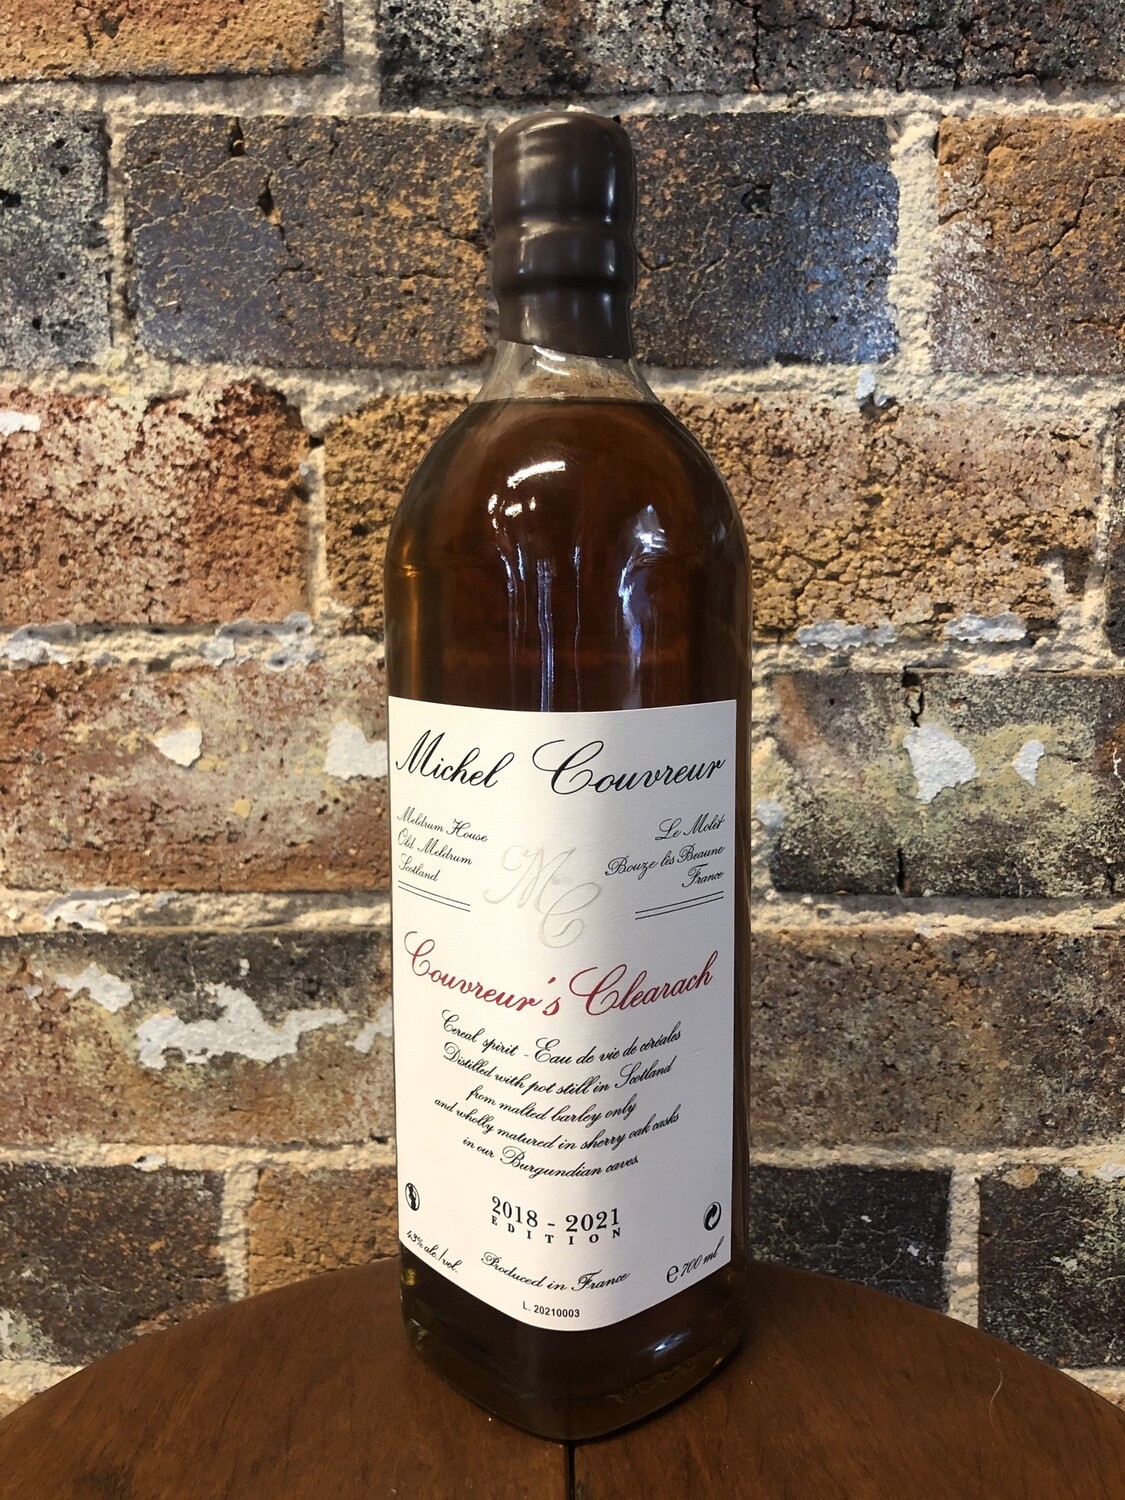 Michel Couvreur
Meldrum House
Old Meldrum
Scotland
Le Molét
Bouze lès Beaune
France
MC
Couvreur's Clearach
Cereal spirit - Eau de vie de céréales
Distilled with pot still in Scotland
from malted barley only
and wholly matured in sherry oak casks
in our Burgundian caves.
2018 - 2021
EDITION
43% alc./vol.
Produced in France
e 700 ml
L. 20210003